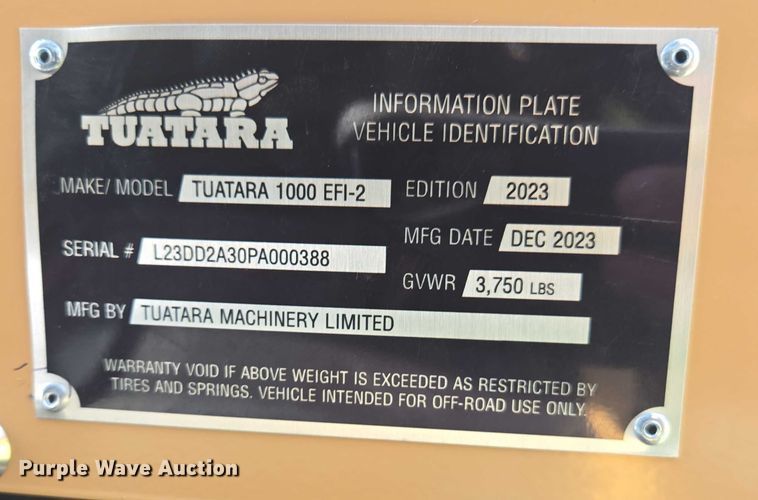 TUATARA
INFORMATION PLATE
VEHICLE IDENTIFICATION
MAKE/ MODEL TUATARA 1000 EFI-2
EDITION 2023
SERIAL # L23DD2A30PA000388
MFG DATE DEC 2023
GVWR 3,750 LBS
MFG BY TUATARA MACHINERY LIMITED
WARRANTY VOID IF ABOVE WEIGHT IS EXCEEDED AS RESTRICTED BY
TIRES AND SPRINGS. VEHICLE INTENDED FOR OFF-ROAD USE ONLY.
Purple Wave Auction